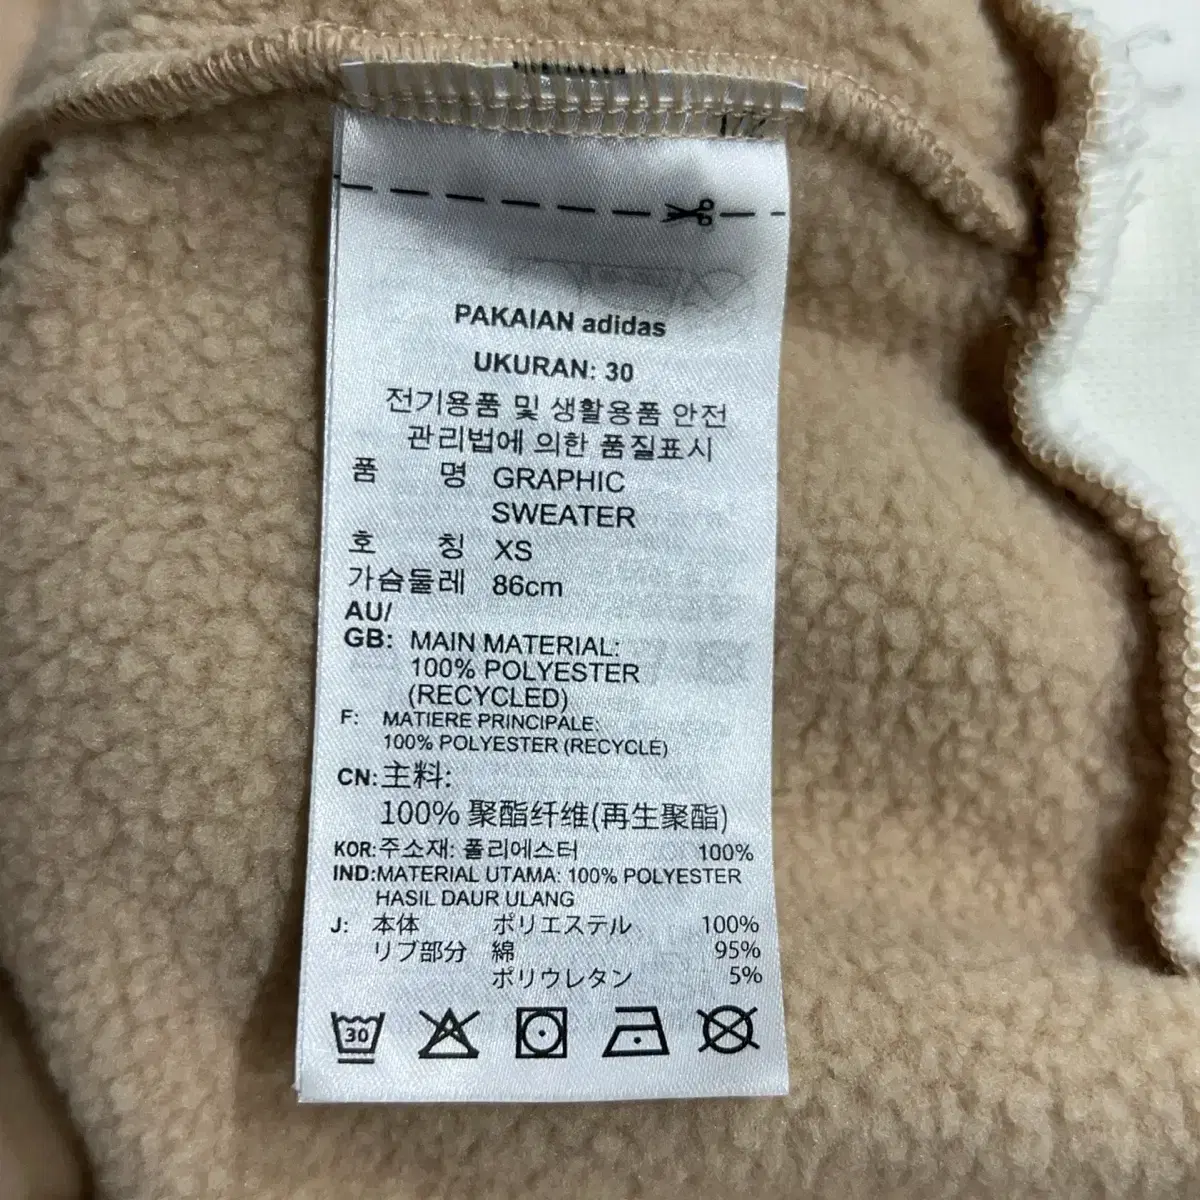 PAKAIAN adidas
UKURAN: 30
전기용품 및 생활용품 안전
관리법에 의한 품질표시
품 명 GRAPHIC
SWEATER
호 칭 XS
가슴둘레 86cm
AU/
GB: MAIN MATERIAL:
100% POLYESTER
(RECYCLED)
F: MATIERE PRINCIPALE:
100% POLYESTER (RECYCLE)
CN:主料:
100% 聚酯纤维(再生聚酯)
KOR:주소재: 폴리에스터 100%
IND:MATERIAL UTAMA: 100% POLYESTER
HASIL DAUR ULANG
J: 本体 ポリエステル 100%
リブ部分 綿 95%
ポリウレタン 5%
30